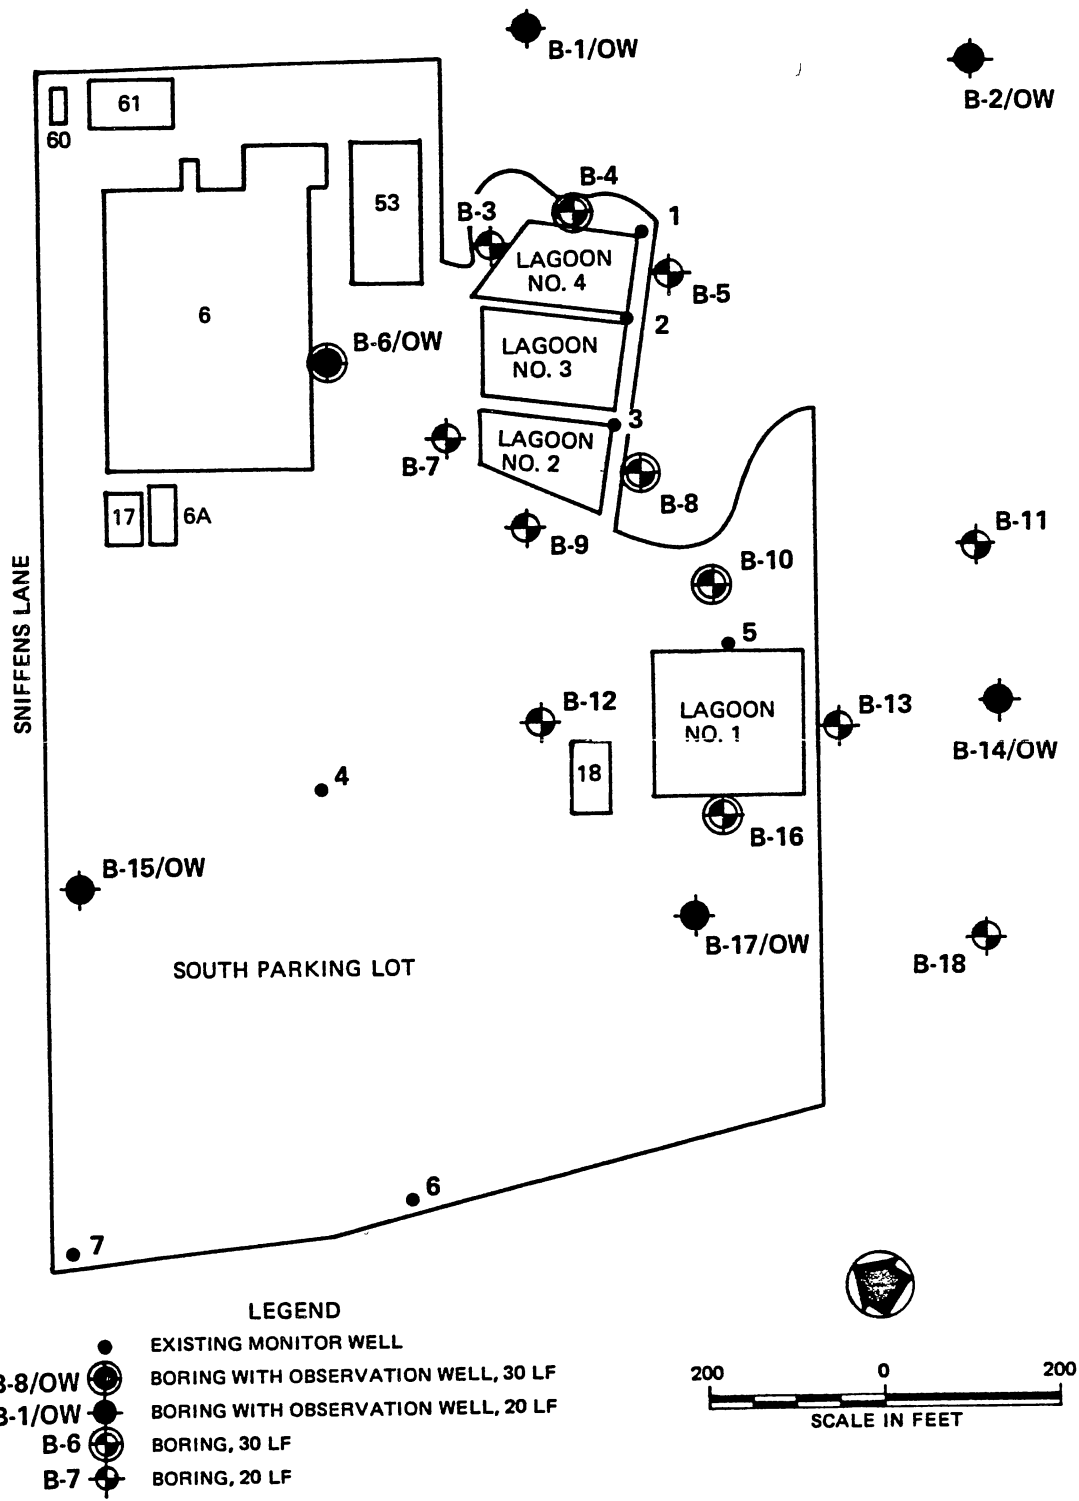 B-1/OW
B-2/OW
61
60
53
B-4
B-3
1
LAGOON
NO. 4
B-5
6
2
B-6/OW
LAGOON
NO. 3
3
LAGOON
NO. 2
B-7
B-8
17
6A
B-9
B-11
B-10
SNIFFENS LANE
5
B-12
LAGOON
NO. 1
B-13
B-14/OW
18
4
B-16
B-15/OW
B-17/OW
B-18
SOUTH PARKING LOT
6
7
LEGEND
EXISTING MONITOR WELL
B-8/OW BORING WITH OBSERVATION WELL, 30 LF
B-1/OW BORING WITH OBSERVATION WELL, 20 LF
B-6 BORING, 30 LF
B-7 BORING, 20 LF
200 0 200
SCALE IN FEET